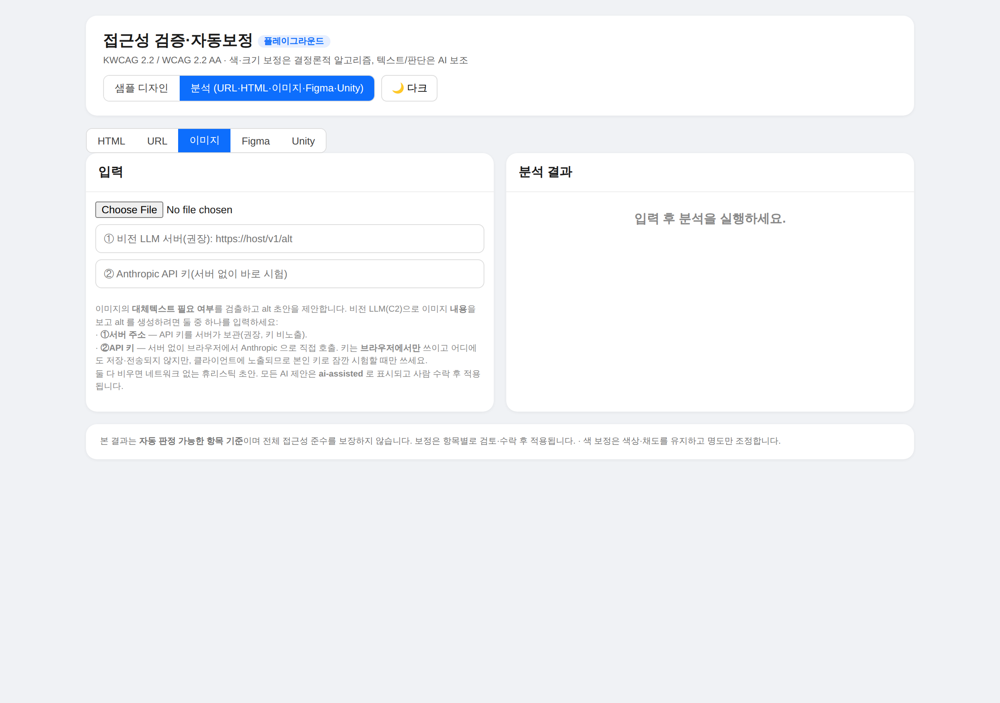 접근성 검증·자동보정 플레이그라운드
KWCAG 2.2 / WCAG 2.2 AA · 색·크기 보정은 결정론적 알고리즘, 텍스트/판단은 AI 보조
샘플 디자인 분석 (URL·HTML·이미지·Figma·Unity) 🌙 다크
HTML URL 이미지 Figma Unity
입력
Choose File No file chosen
① 비전 LLM 서버(권장): https://host/v1/alt
② Anthropic API 키(서버 없이 바로 시험)
이미지의 대체텍스트 필요 여부를 검출하고 alt 초안을 제안합니다. 비전 LLM(C2)으로 이미지 내용을
보고 alt 를 생성하려면 둘 중 하나를 입력하세요:
· ①서버 주소 — API 키를 서버가 보관(권장, 키 비노출).
· ②API 키 — 서버 없이 브라우저에서 Anthropic 으로 직접 호출. 키는 브라우저에서만 쓰이고 어디에
도 저장·전송되지 않지만, 클라이언트에 노출되므로 본인 키로 잠깐 시험할 때만 쓰세요.
둘 다 비우면 네트워크 없는 휴리스틱 초안. 모든 AI 제안은 ai-assisted 로 표시되고 사람 수락 후 적용
됩니다.
분석 결과
입력 후 분석을 실행하세요.
본 결과는 자동 판정 가능한 항목 기준이며 전체 접근성 준수를 보장하지 않습니다. 보정은 항목별로 검토·수락 후 적용됩니다. · 색 보정은 색상·채도를 유지하고 명도만 조정합니다.